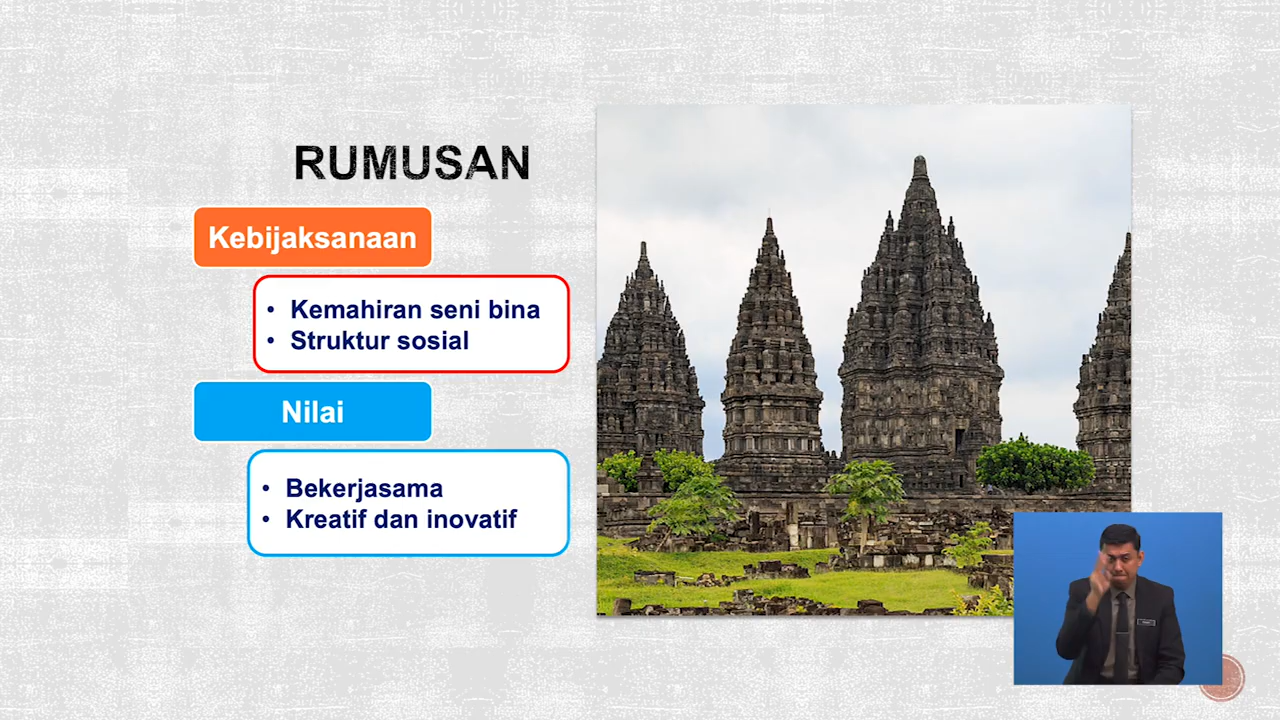 RUMUSAN
Kebijaksanaan
• Kemahiran seni bina
• Struktur sosial
Nilai
• Bekerjasama
• Kreatif dan inovatif